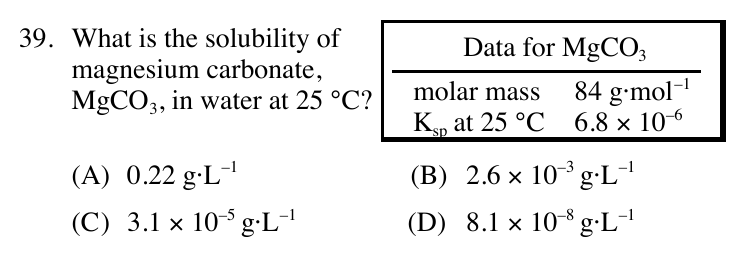 39. What is the solubility of
magnesium carbonate,
MgCO₃, in water at 25 °C?
Data for MgCO₃
molar mass 84 g·mol⁻¹
Kₛₚ at 25 °C 6.8 × 10⁻⁶
(A) 0.22 g·L⁻¹ (B) 2.6 × 10⁻³ g·L⁻¹
(C) 3.1 × 10⁻⁵ g·L⁻¹ (D) 8.1 × 10⁻⁸ g·L⁻¹